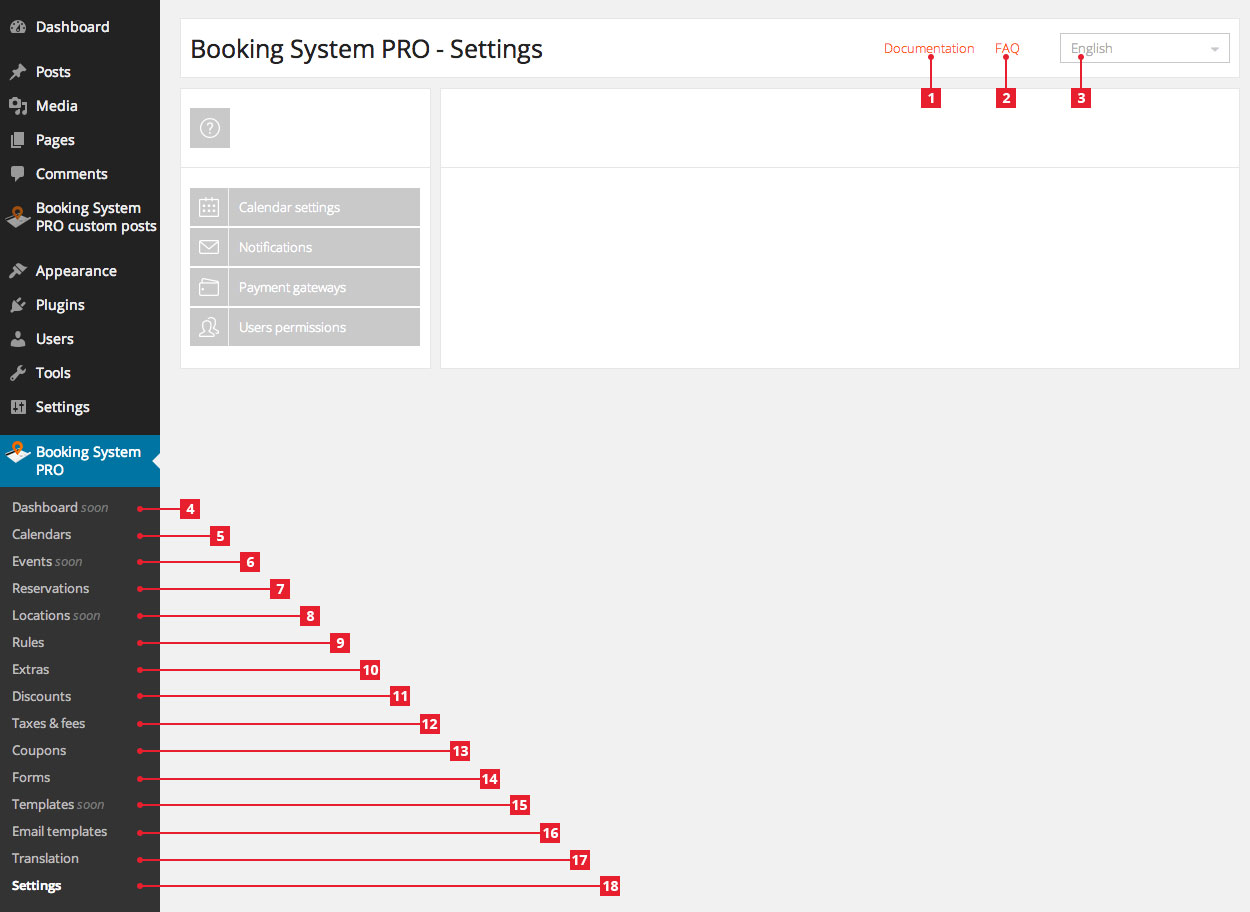 Dashboard
Posts
Media
Pages
Comments
Booking System
PRO custom posts
Appearance
Plugins
Users
Tools
Settings
Booking System
PRO
Dashboard soon
Calendars
Events soon
Reservations
Locations soon
Rules
Extras
Discounts
Taxes & fees
Coupons
Forms
Templates soon
Email templates
Translation
Settings
Booking System PRO - Settings
Documentation
FAQ
English
1
2
3
?
Calendar settings
Notifications
Payment gateways
Users permissions
4
5
6
7
8
9
10
11
12
13
14
15
16
17
18